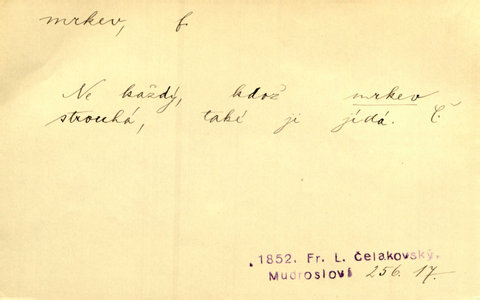 mrkev, f
Ne každý, kdož mrkev
strouhá, také ji jídá. Č.
1852. Fr. L. Čelakovský.
Mudrosloví 256. 17.